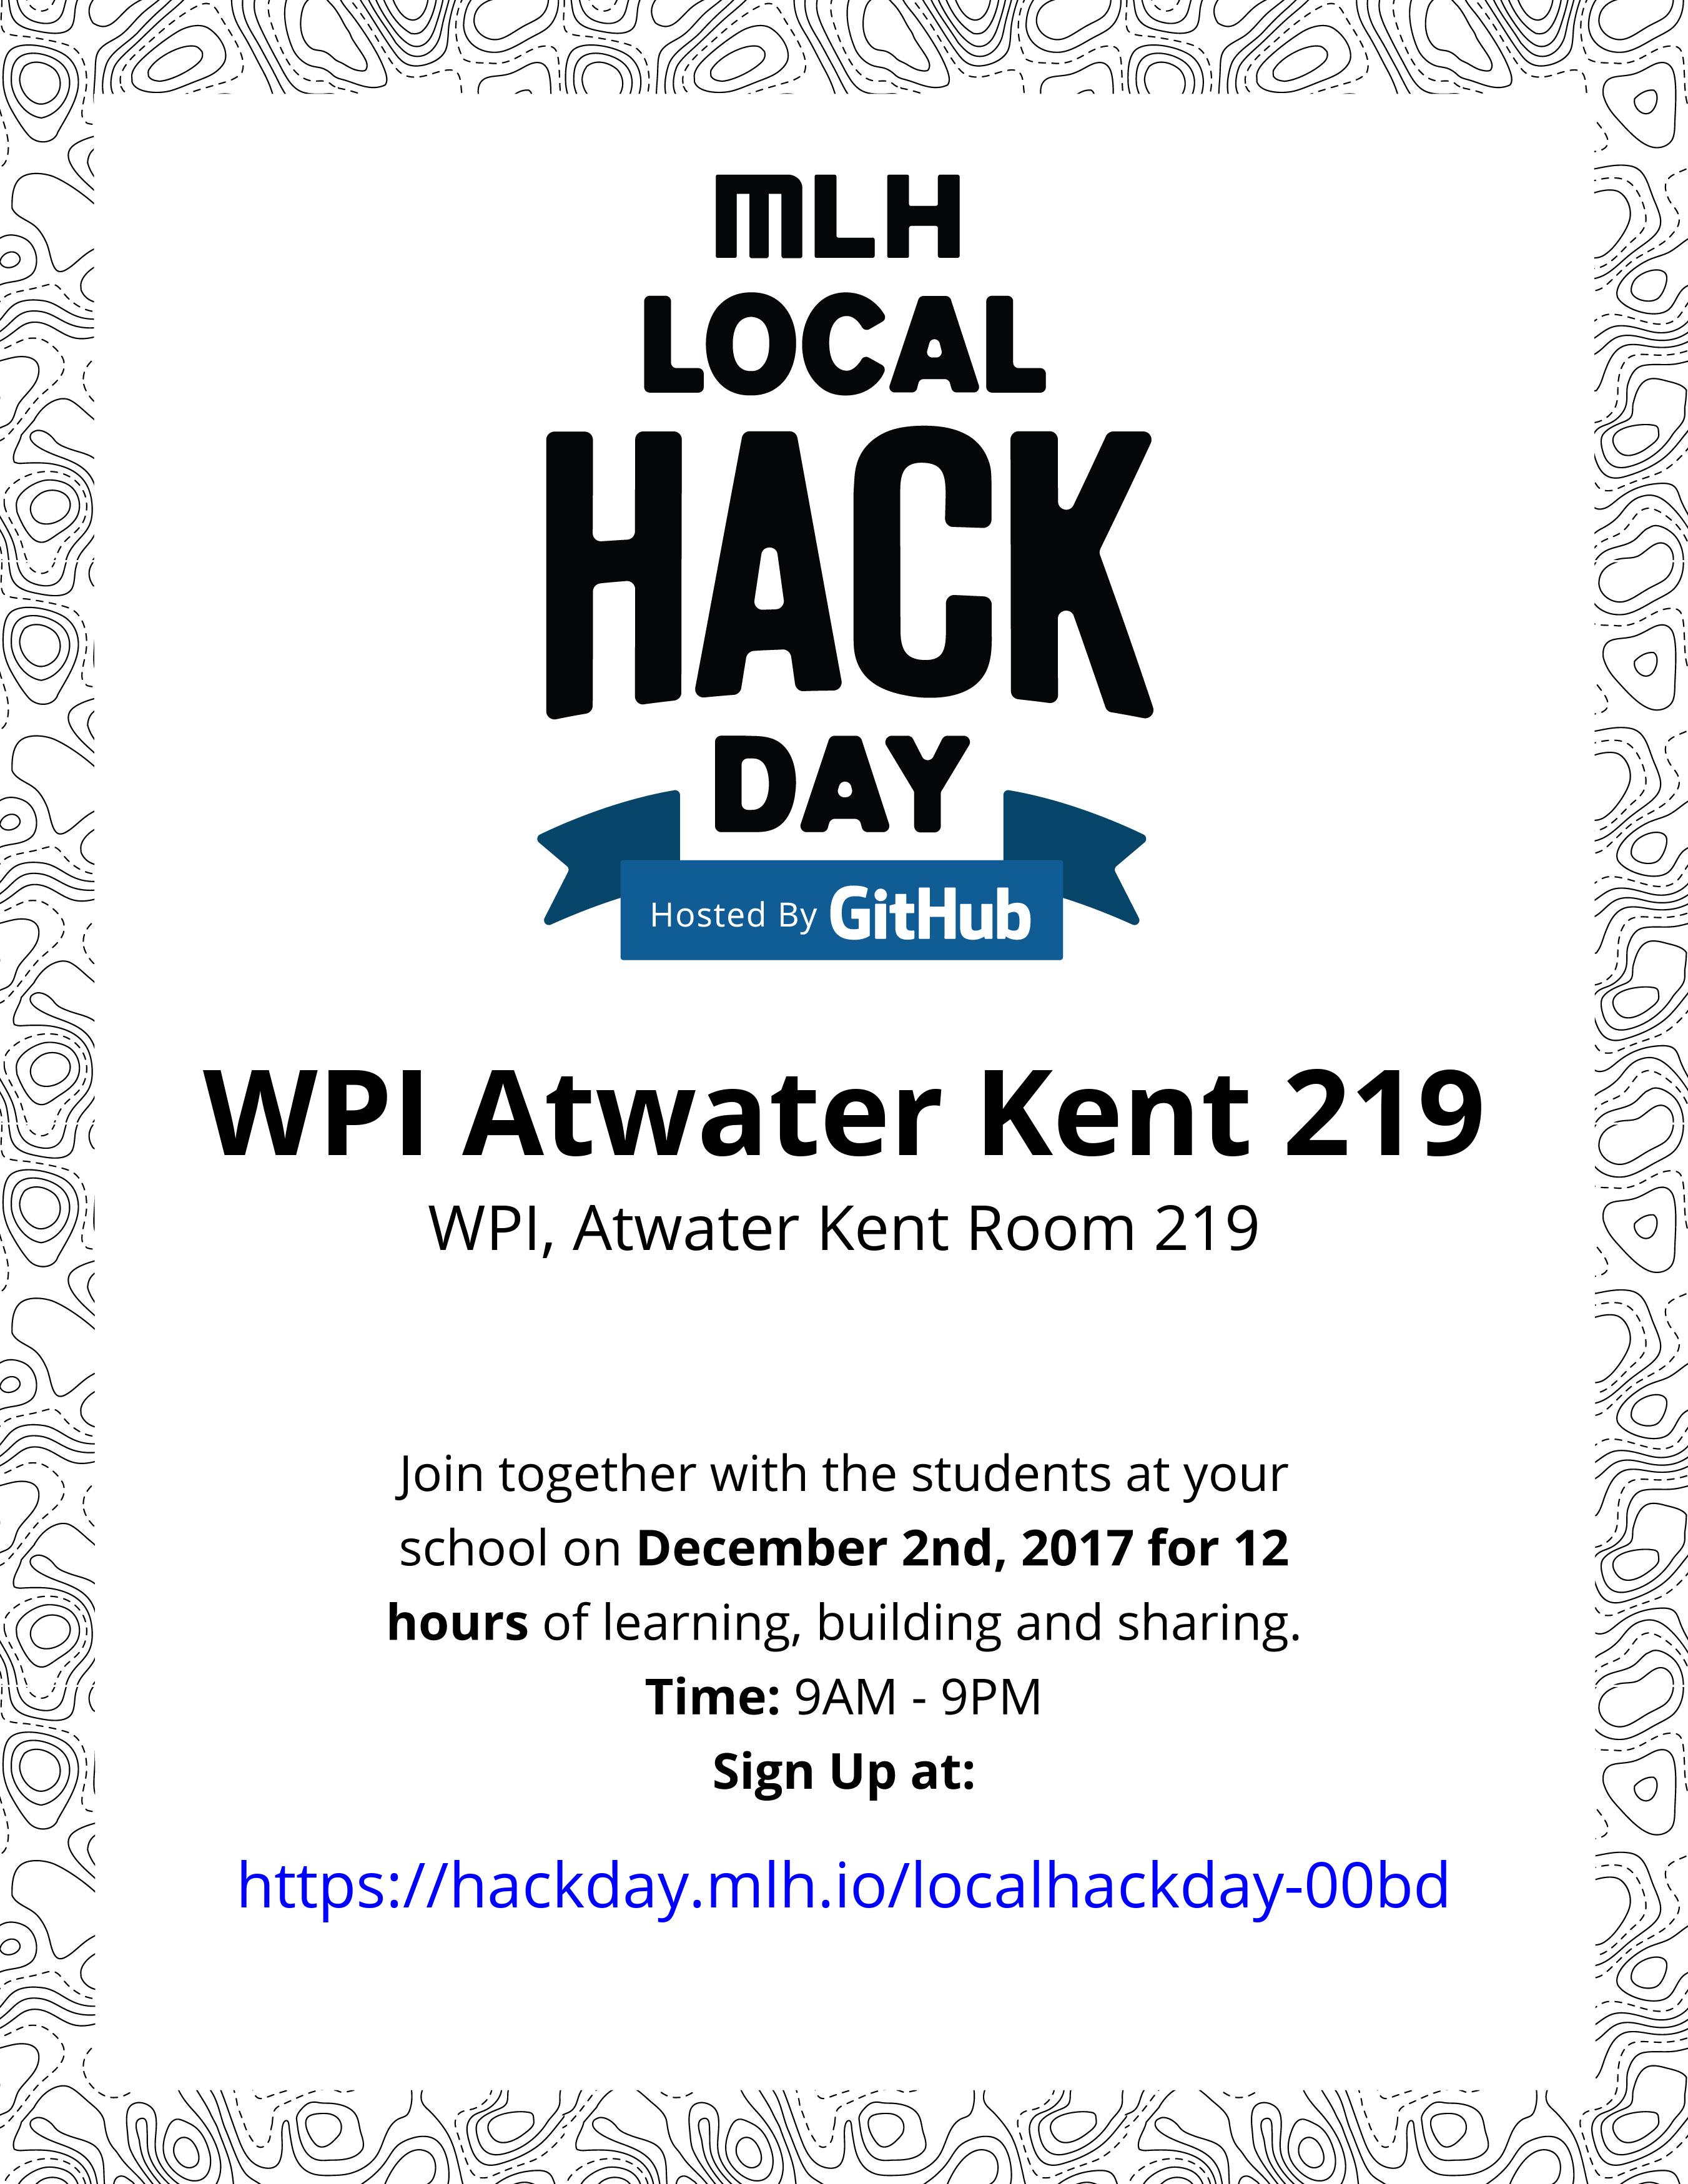 MLH
LOCAL
HACK
DAY
Hosted By GitHub
WPI Atwater Kent 219
WPI, Atwater Kent Room 219
Join together with the students at your
school on December 2nd, 2017 for 12
hours of learning, building and sharing.
Time: 9AM - 9PM
Sign Up at:
https://hackday.mlh.io/localhackday-00bd